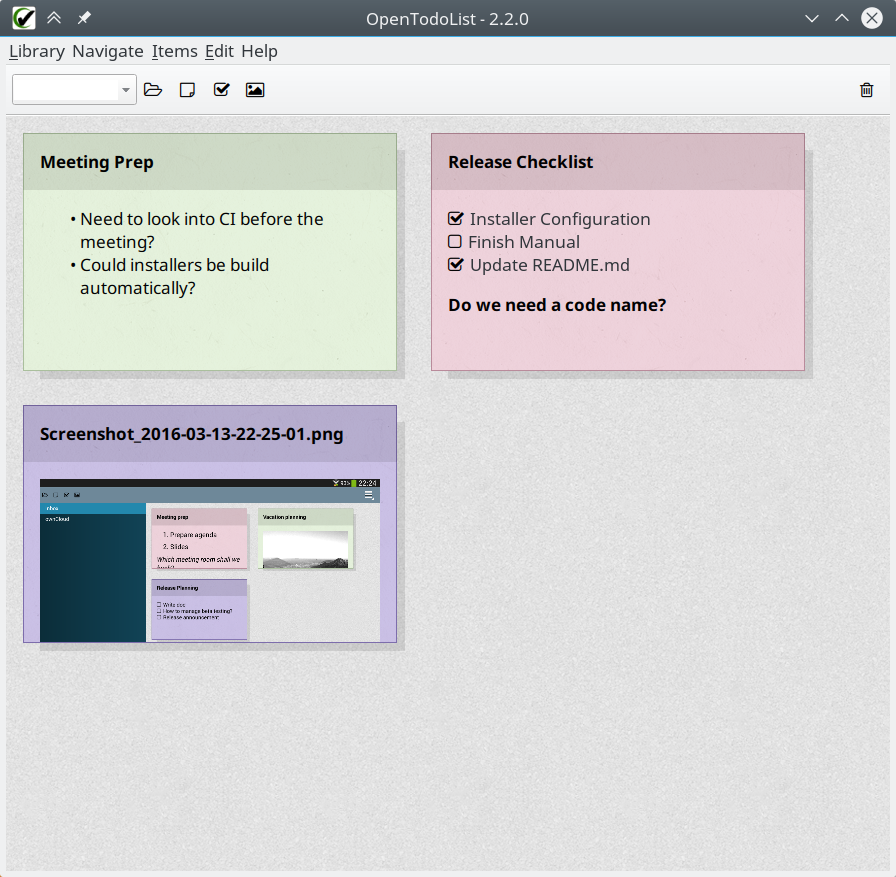 OpenTodoList - 2.2.0
Library Navigate Items Edit Help
Meeting Prep
• Need to look into CI before the
meeting?
• Could installers be build
automatically?
Release Checklist
Installer Configuration
Finish Manual
Update README.md
Do we need a code name?
Screenshot_2016-03-13-22-25-01.png
93% 22:24
Inbox
ownCloud
Meeting prep
1. Prepare agenda
2. Slides
Which meeting room shall we
Vacation planning
Release Planning
Write doc
How to manage beta testing?
Release announcement